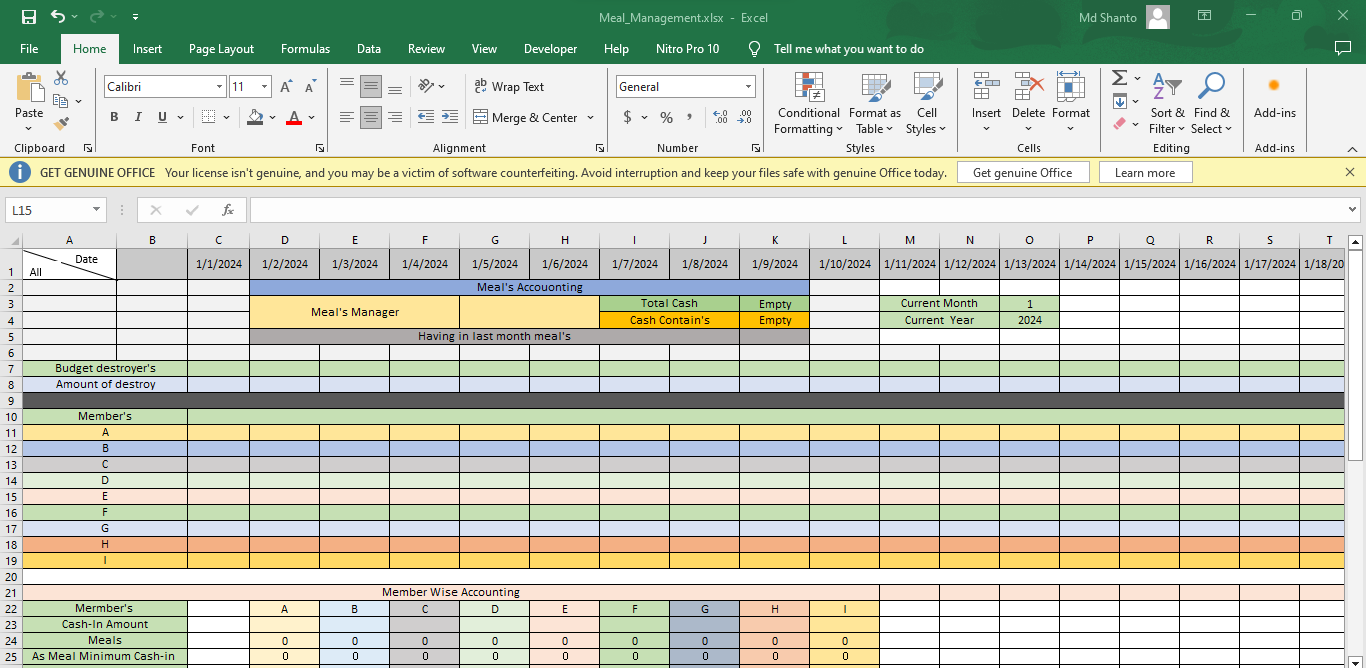 Meal_Management.xlsx - Excel
Md Shanto
File Home Insert Page Layout Formulas Data Review View Developer Help Nitro Pro 10 Tell me what you want to do
Paste
Clipboard
Calibri 11
B I U A
Font
Wrap Text
Merge & Center
Alignment
General
$ % ,
Number
Conditional Formatting
Format as Table
Cell Styles
Styles
Insert Delete Format
Cells
Sort & Filter
Find & Select
Editing
Add-ins
Add-ins
GET GENUINE OFFICE Your license isn't genuine, and you may be a victim of software counterfeiting. Avoid interruption and keep your files safe with genuine Office today. Get genuine Office Learn more
L15 fx
A B C D E F G H I J K L M N O P Q R S T
1 All Date 1/1/2024 1/2/2024 1/3/2024 1/4/2024 1/5/2024 1/6/2024 1/7/2024 1/8/2024 1/9/2024 1/10/2024 1/11/2024 1/12/2024 1/13/2024 1/14/2024 1/15/2024 1/16/2024 1/17/2024 1/18/20
2 Meal's Accouonting
3 Meal's Manager Total Cash Empty Current Month 1
4 Cash Contain's Empty Current Year 2024
5 Having in last month meal's
6
7 Budget destroyer's
8 Amount of destroy
9
10 Member's
11 A
12 B
13 C
14 D
15 E
16 F
17 G
18 H
19 I
20
21 Member Wise Accounting
22 Mermber's A B C D E F G H I
23 Cash-In Amount
24 Meals 0 0 0 0 0 0 0 0 0
25 As Meal Minimum Cash-in 0 0 0 0 0 0 0 0 0